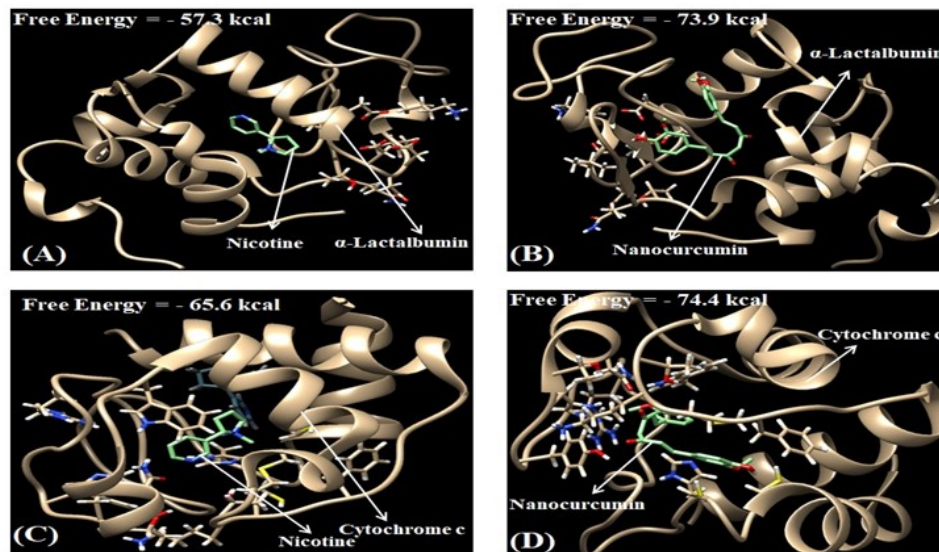 Free Energy = - 57.3 kcal
Nicotine
α-Lactalbumin
(A)
Free Energy = - 73.9 kcal
α-Lactalbumin
Nanocurcumin
(B)
Free Energy = - 65.6 kcal
Cytochrome c
Nicotine
(C)
Free Energy = - 74.4 kcal
Cytochrome c
Nanocurcumin
(D)